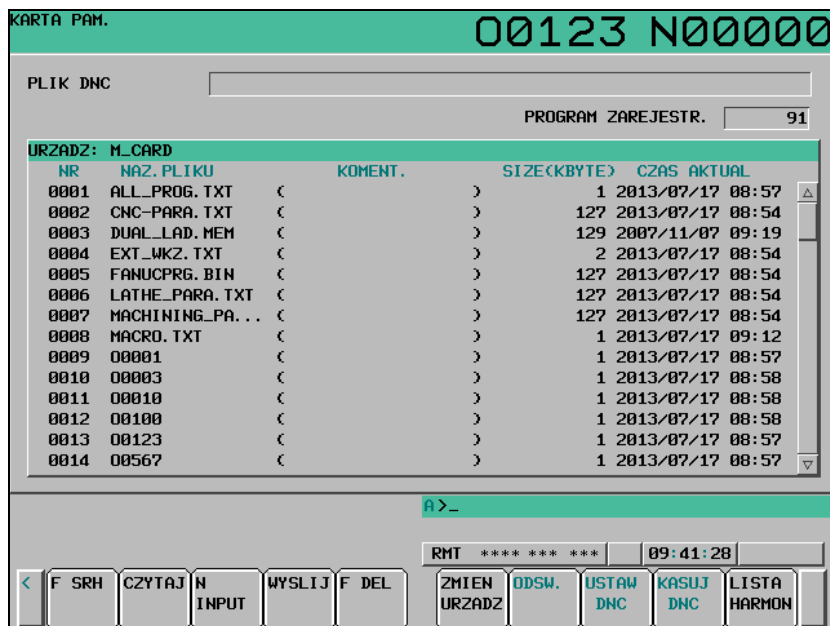 KARTA PAM. O0123 N00000
PLIK DNC
PROGRAM ZAREJESTR. 91
URZADZ: M_CARD
NR NAZ.PLIKU KOMENT. SIZE(KBYTE) CZAS AKTUAL
0001 ALL_PROG.TXT ( ) 1 2013/07/17 08:57
0002 CNC-PARA.TXT ( ) 127 2013/07/17 08:54
0003 DUAL_LAD.MEM ( ) 129 2007/11/07 09:19
0004 EXT_WKZ.TXT ( ) 2 2013/07/17 08:54
0005 FANUCPRG.BIN ( ) 127 2013/07/17 08:54
0006 LATHE_PARA.TXT ( ) 127 2013/07/17 08:54
0007 MACHINING_PA... ( ) 127 2013/07/17 08:54
0008 MACRO.TXT ( ) 1 2013/07/17 09:12
0009 O0001 ( ) 1 2013/07/17 08:57
0010 O0003 ( ) 1 2013/07/17 08:58
0011 O0010 ( ) 1 2013/07/17 08:58
0012 O0100 ( ) 1 2013/07/17 08:58
0013 O0123 ( ) 1 2013/07/17 08:57
0014 O0567 ( ) 1 2013/07/17 08:57
A>_
RMT **** *** *** 09:41:28
< F SRH CZYTAJ N WYSLIJ F DEL ZMIEN ODSW. USTAW KASUJ LISTA
INPUT URZADZ DNC DNC HARMON